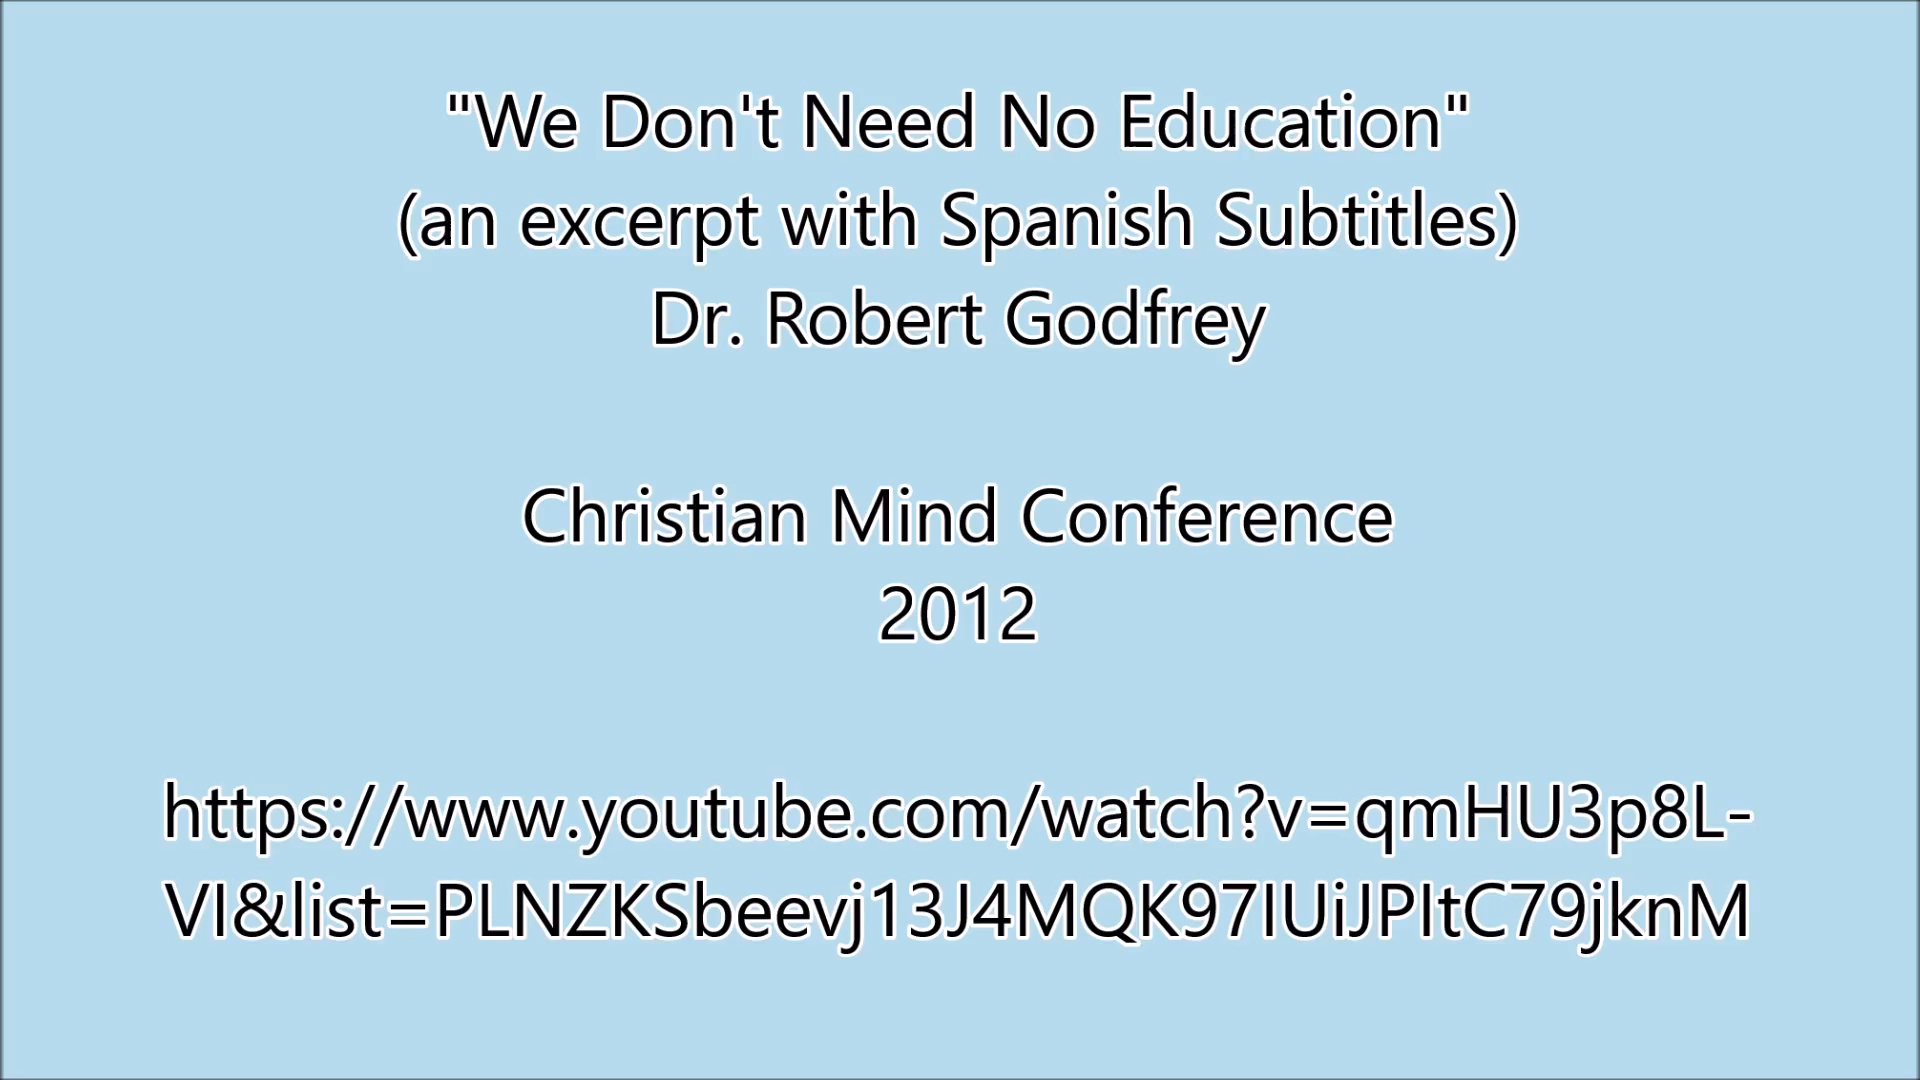 "We Don't Need No Education"
(an excerpt with Spanish Subtitles)
Dr. Robert Godfrey
Christian Mind Conference
2012
https://www.youtube.com/watch?v=qmHU3p8L-
VI&list=PLNZKSbeevj13J4MQK97IUiJPItC79jknM